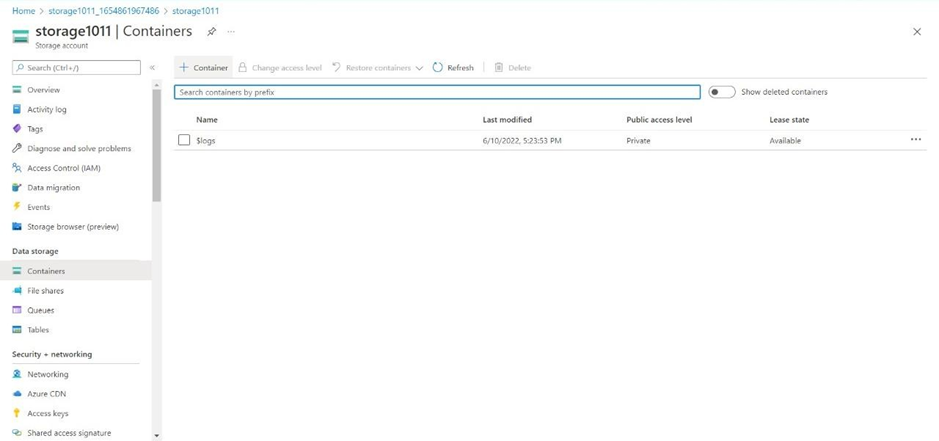 Home > storage1011_1654861967486 > storage1011
storage1011 | Containers
Storage account
Search (Ctrl+/)
Overview
Activity log
Tags
Diagnose and solve problems
Access Control (IAM)
Data migration
Events
Storage browser (preview)
Data storage
Containers
File shares
Queues
Tables
Security + networking
Networking
Azure CDN
Access keys
Shared access signature
+ Container Change access level Restore containers Refresh Delete
Search containers by prefix Show deleted containers
Name Last modified Public access level Lease state
$logs 6/10/2022, 5:23:53 PM Private Available